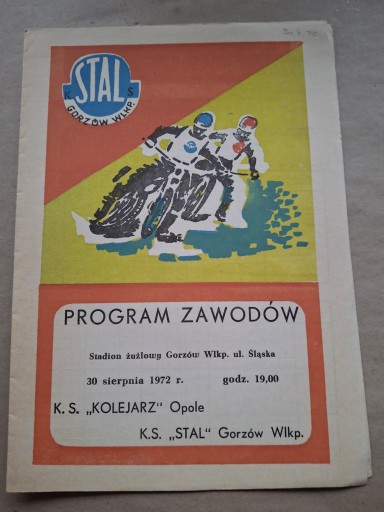 K STAL S
GORZÓW WLKP.
PROGRAM ZAWODÓW
Stadion żużlowy Gorzów Wlkp. ul. Śląska
30 sierpnia 1972 r. godz. 19,00
K.S. „KOLEJARZ" Opole
K.S. „STAL" Gorzów Wlkp.